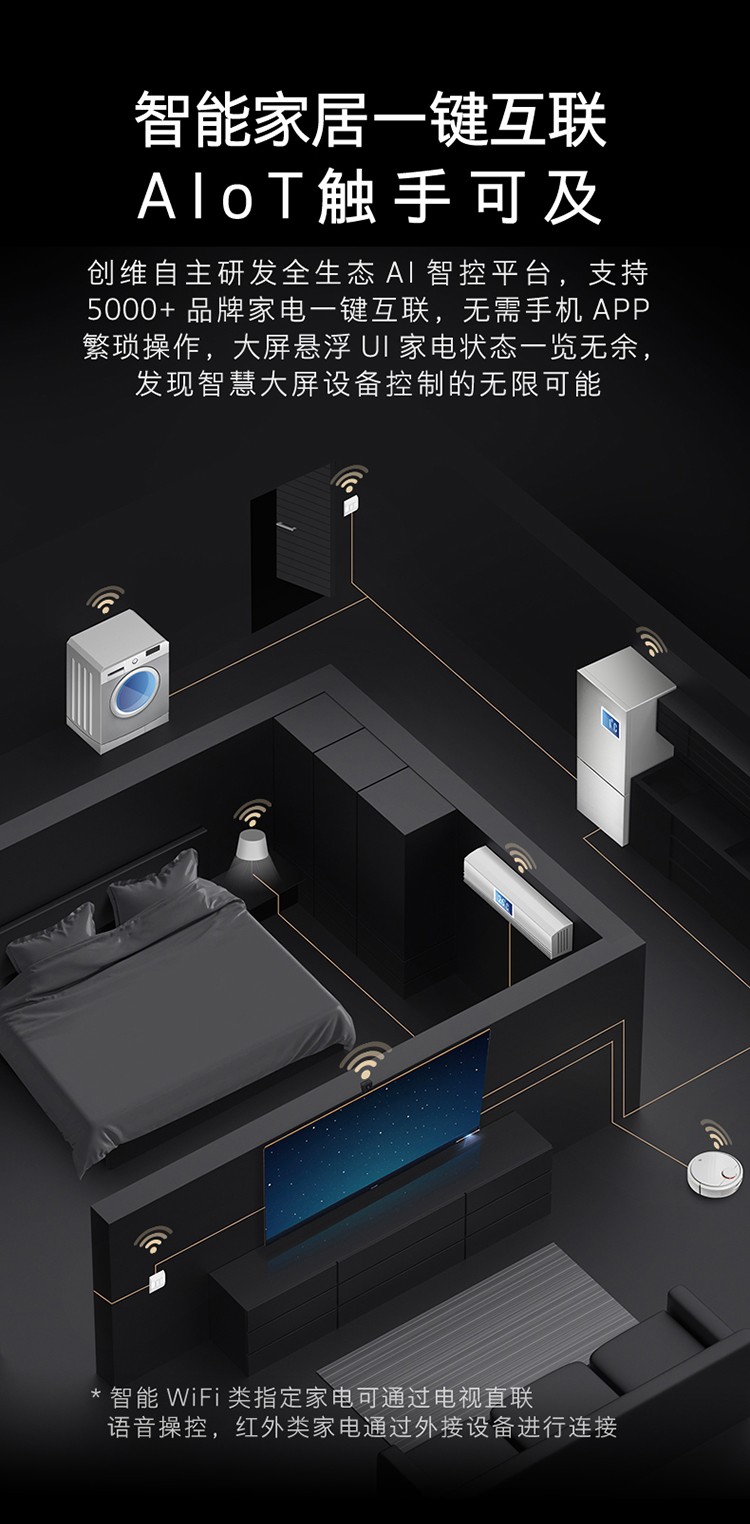 智能家居一键互联
AIoT触手可及
创维自主研发全生态 AI 智控平台，支持
5000+ 品牌家电一键互联，无需手机 APP
繁琐操作，大屏悬浮 UI 家电状态一览无余，
发现智慧大屏设备控制的无限可能
* 智能 WiFi 类指定家电可通过电视直联
语音操控，红外类家电通过外接设备进行连接